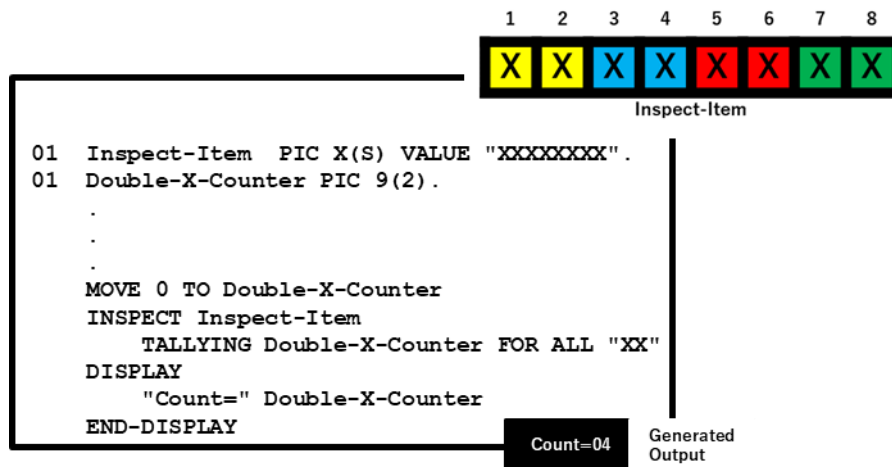 1 2 3 4 5 6 7 8
X X X X X X X X
Inspect-Item
01 Inspect-Item PIC X(S) VALUE "XXXXXXXX".
01 Double-X-Counter PIC 9(2).
.
.
.
MOVE 0 TO Double-X-Counter
INSPECT Inspect-Item
TALLYING Double-X-Counter FOR ALL "XX"
DISPLAY
"Count=" Double-X-Counter
END-DISPLAY
Count=04
Generated
Output